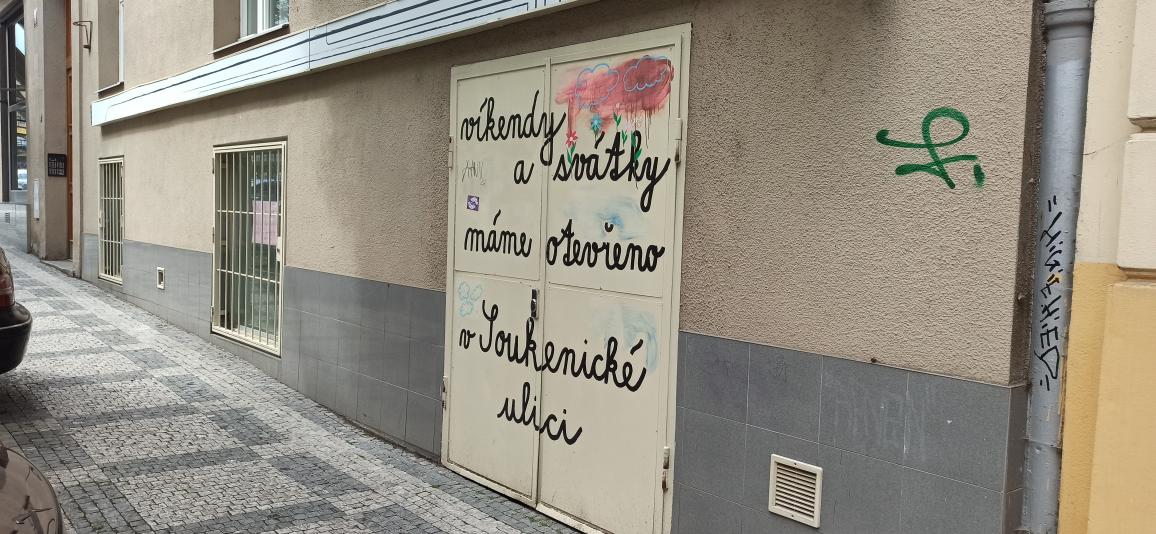 víkendy
a svátky
máme otevřeno
v Soukenické
ulici